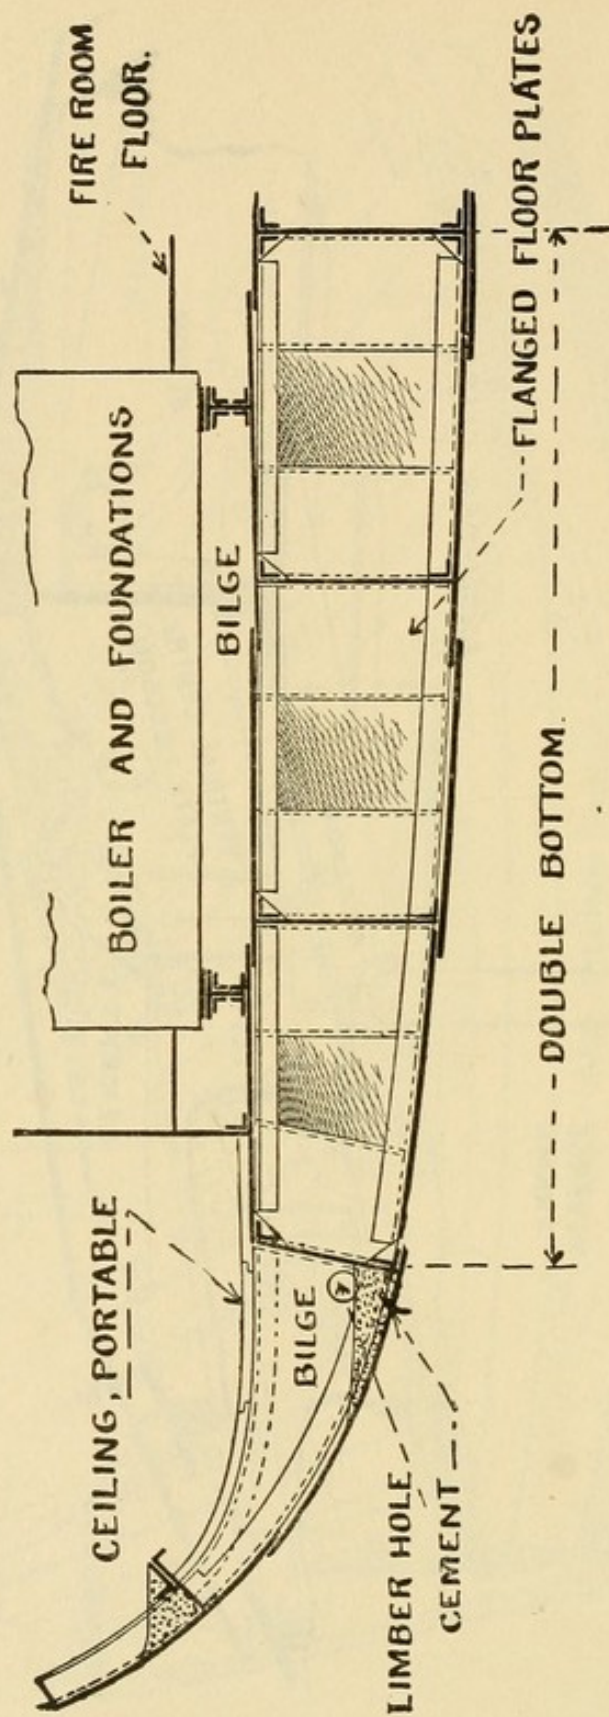 FIRE ROOM
FLOOR.
BOILER AND FOUNDATIONS
BILGE
CEILING, PORTABLE
BILGE
FLANGED FLOOR PLATES
DOUBLE BOTTOM.
LIMBER HOLE
CEMENT